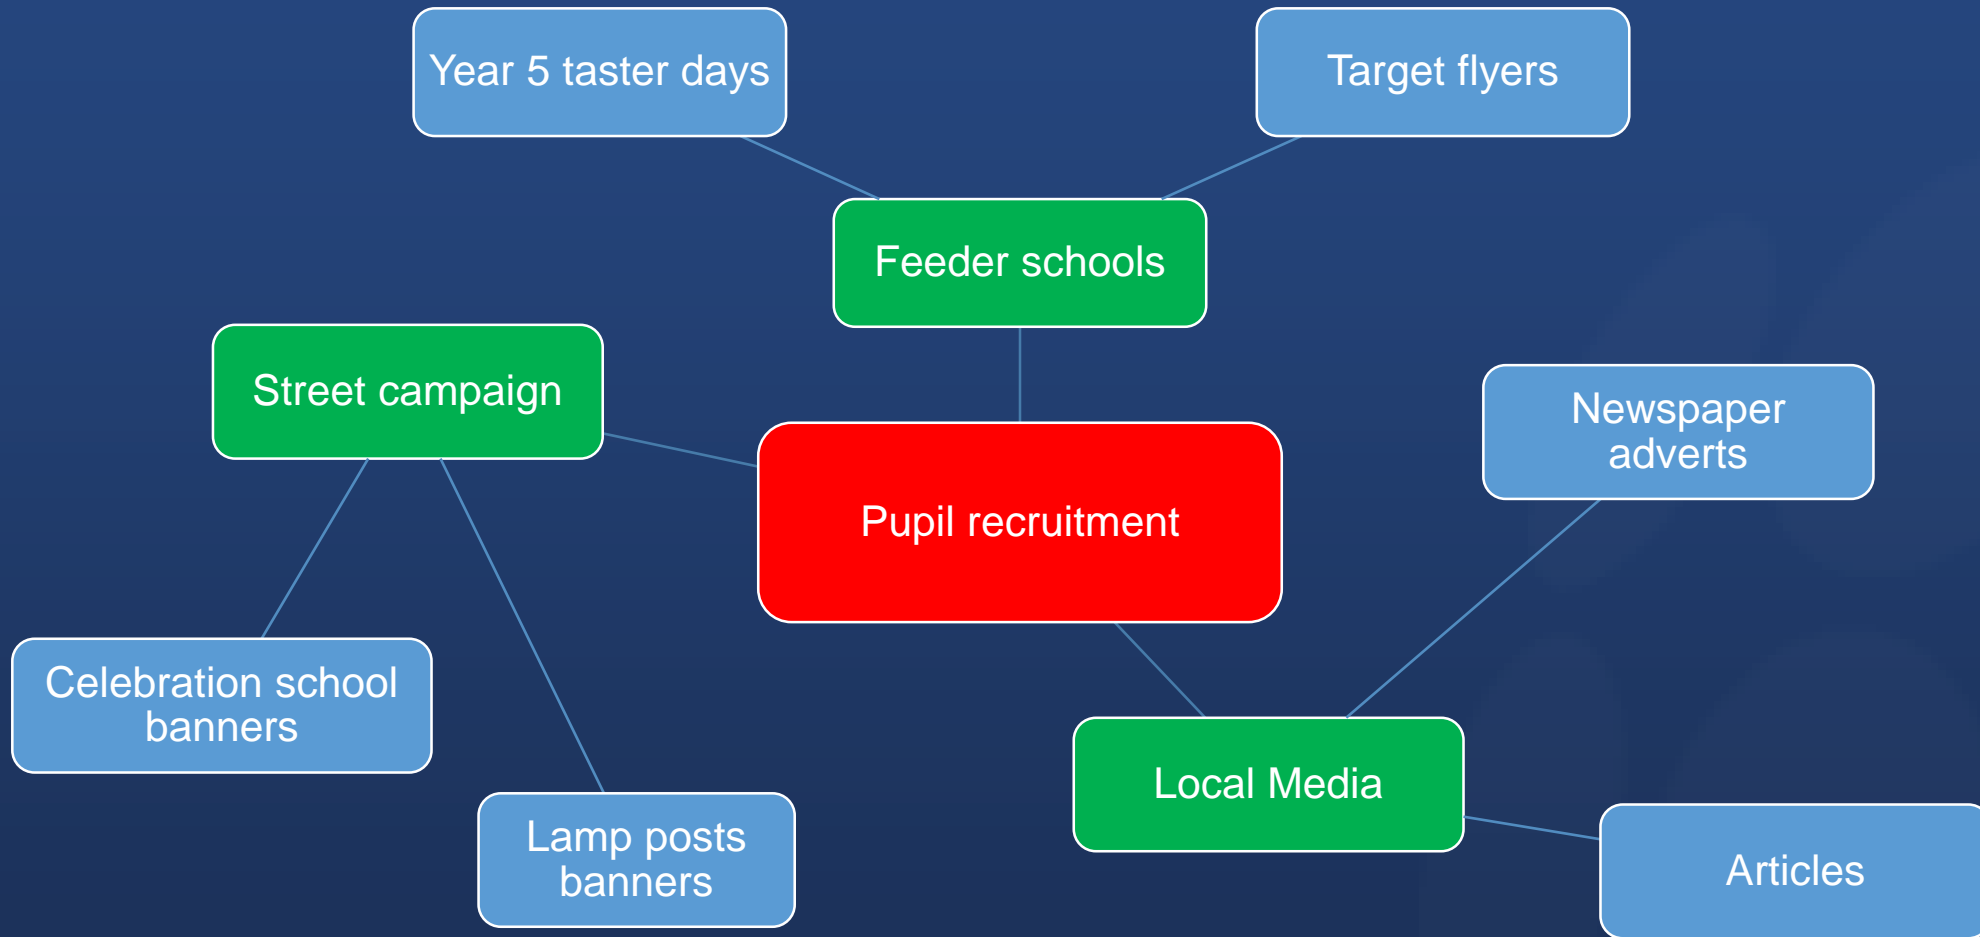 Year 5 taster days
Target flyers
Feeder schools
Street campaign
Newspaper
adverts
Pupil recruitment
Celebration school
banners
Local Media
Lamp posts
banners
Articles